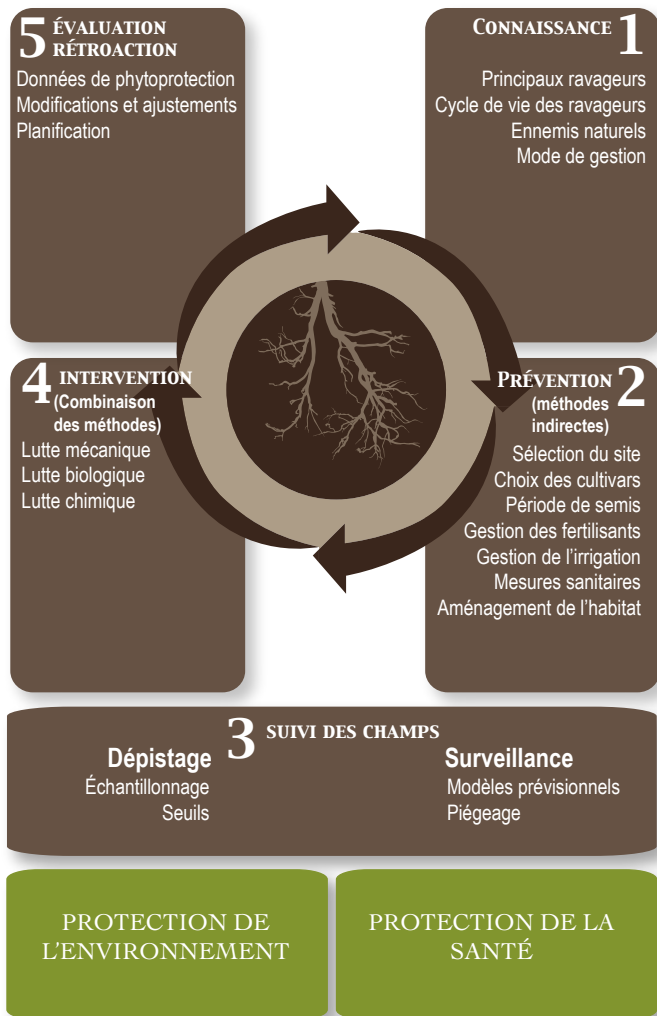 5 ÉVALUATION
RÉTROACTION
Données de phytoprotection
Modifications et ajustements
Planification
CONNAISSANCE 1
Principaux ravageurs
Cycle de vie des ravageurs
Ennemis naturels
Mode de gestion
4 INTERVENTION
(Combinaison
des méthodes)
Lutte mécanique
Lutte biologique
Lutte chimique
PRÉVENTION 2
(méthodes
indirectes)
Sélection du site
Choix des cultivars
Période de semis
Gestion des fertilisants
Gestion de l’irrigation
Mesures sanitaires
Aménagement de l’habitat
3 SUIVI DES CHAMPS
Dépistage
Échantillonnage
Seuils
Surveillance
Modèles prévisionnels
Piégeage
PROTECTION DE
L’ENVIRONNEMENT
PROTECTION DE LA
SANTÉ